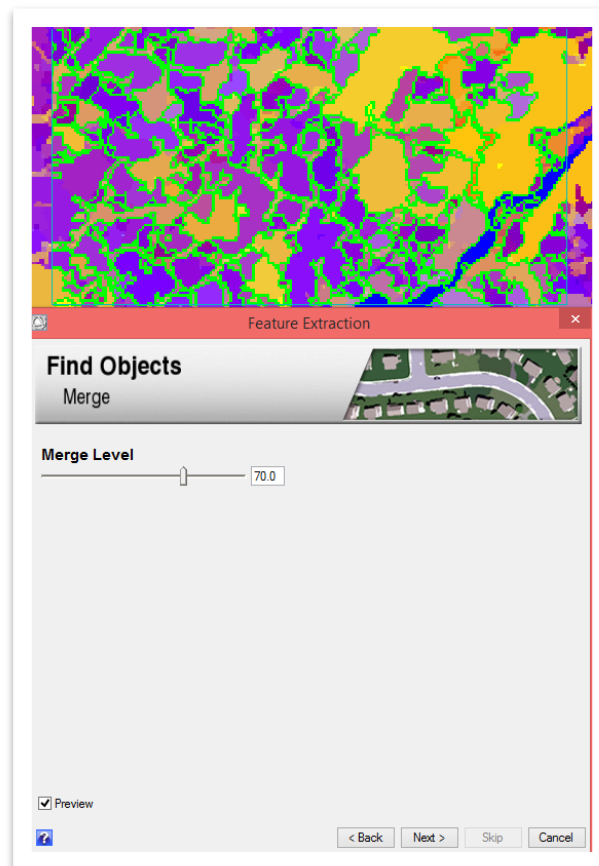 Feature Extraction
Find Objects
Merge
Merge Level
70.0
Preview
< Back Next > Skip Cancel